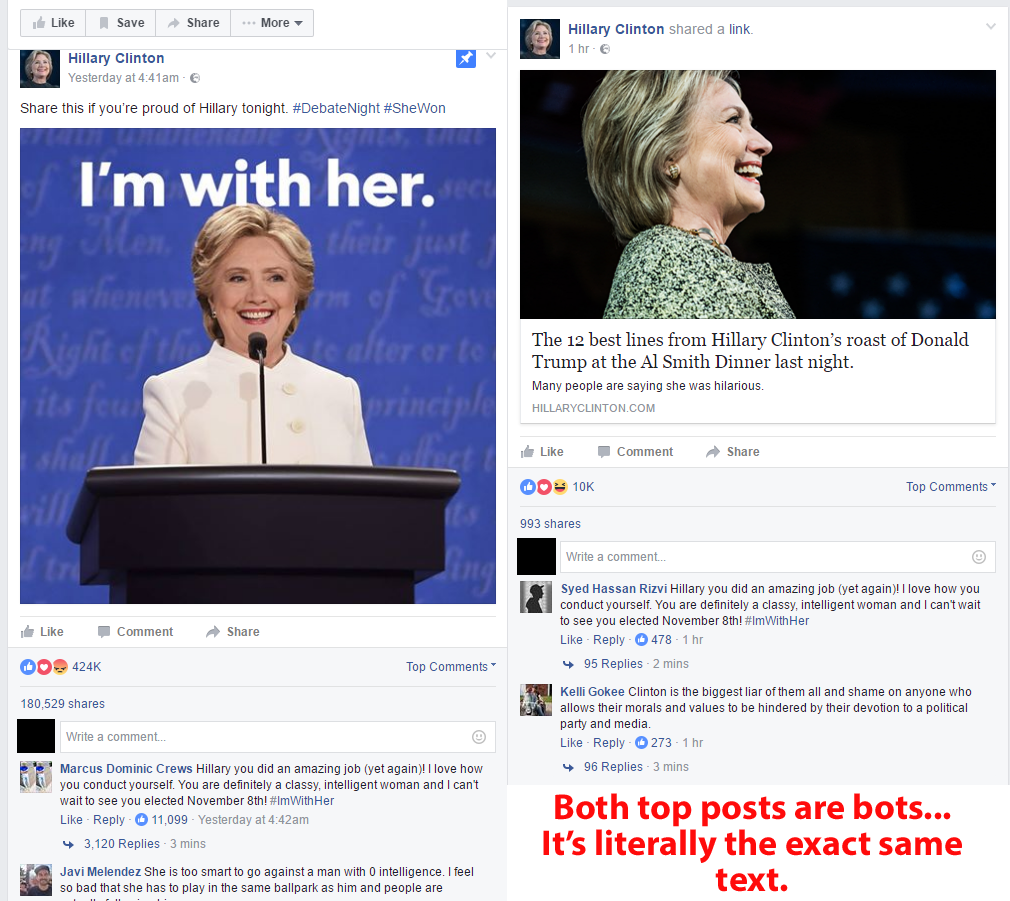 Like Save Share ··· More
Hillary Clinton
Yesterday at 4:41am ·
Share this if you're proud of Hillary tonight. #DebateNight #SheWon
I'm with her.
Like Comment Share
424K Top Comments
180,529 shares
Write a comment...
Marcus Dominic Crews Hillary you did an amazing job (yet again)! I love how
you conduct yourself. You are definitely a classy, intelligent woman and I can't
wait to see you elected November 8th! #ImWithHer
Like · Reply · 11,099 · Yesterday at 4:42am
3,120 Replies · 3 mins
Javi Melendez She is too smart to go against a man with 0 intelligence. I feel
so bad that she has to play in the same ballpark as him and people are
Hillary Clinton shared a link.
1 hr ·
The 12 best lines from Hillary Clinton's roast of Donald
Trump at the Al Smith Dinner last night.
Many people are saying she was hilarious.
HILLARYCLINTON.COM
Like Comment Share
10K Top Comments
993 shares
Write a comment...
Syed Hassan Rizvi Hillary you did an amazing job (yet again)! I love how you
conduct yourself. You are definitely a classy, intelligent woman and I can't wait
to see you elected November 8th! #ImWithHer
Like · Reply · 478 · 1 hr
95 Replies · 2 mins
Kelli Gokee Clinton is the biggest liar of them all and shame on anyone who
allows their morals and values to be hindered by their devotion to a political
party and media.
Like · Reply · 273 · 1 hr
96 Replies · 3 mins
Both top posts are bots...
It's literally the exact same
text.